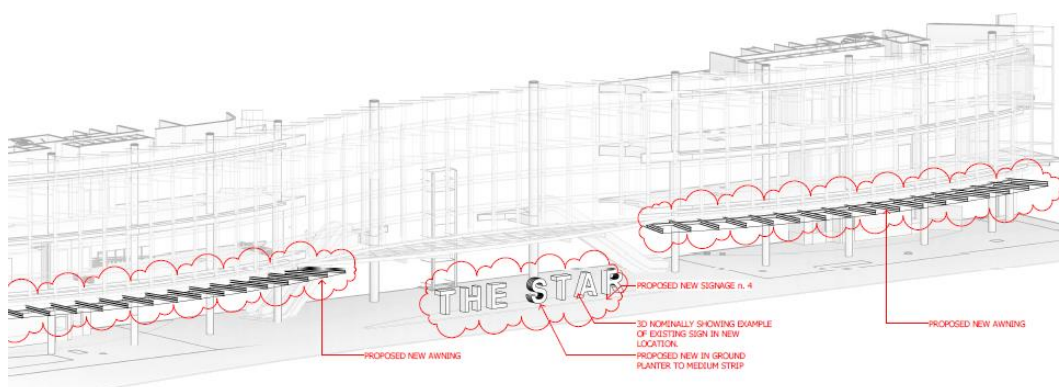 THE STAR
PROPOSED NEW SIGNAGE n. 4
3D NOMINALLY SHOWING EXAMPLE
OF EXISTING SIGN IN NEW
LOCATION.
PROPOSED NEW IN GROUND
PLANTER TO MEDIUM STRIP
PROPOSED NEW AWNING
PROPOSED NEW AWNING